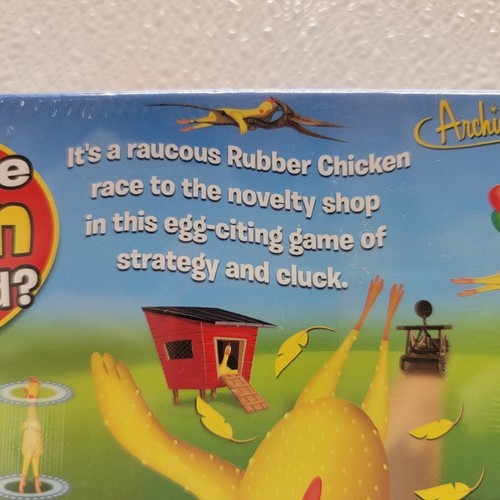 It's a raucous Rubber Chicken
race to the novelty shop
in this egg-citing game of
strategy and cluck.